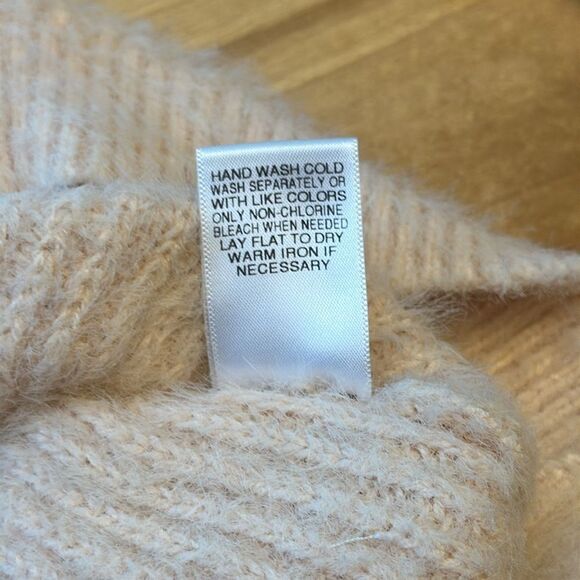 HAND WASH COLD
WASH SEPARATELY OR
WITH LIKE COLORS
ONLY NON-CHLORINE
BLEACH WHEN NEEDED
LAY FLAT TO DRY
WARM IRON IF
NECESSARY